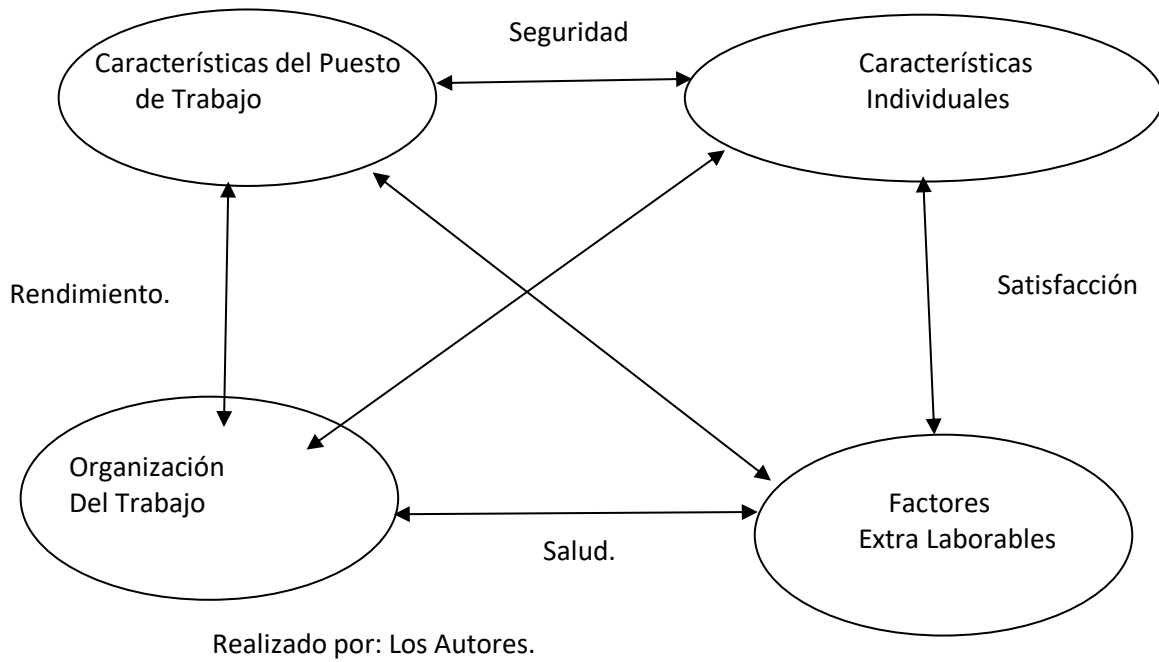 Seguridad
Características del Puesto
de Trabajo
Características
Individuales
Rendimiento.
Satisfacción
Organización
Del Trabajo
Factores
Extra Laborables
Salud.
Realizado por: Los Autores.